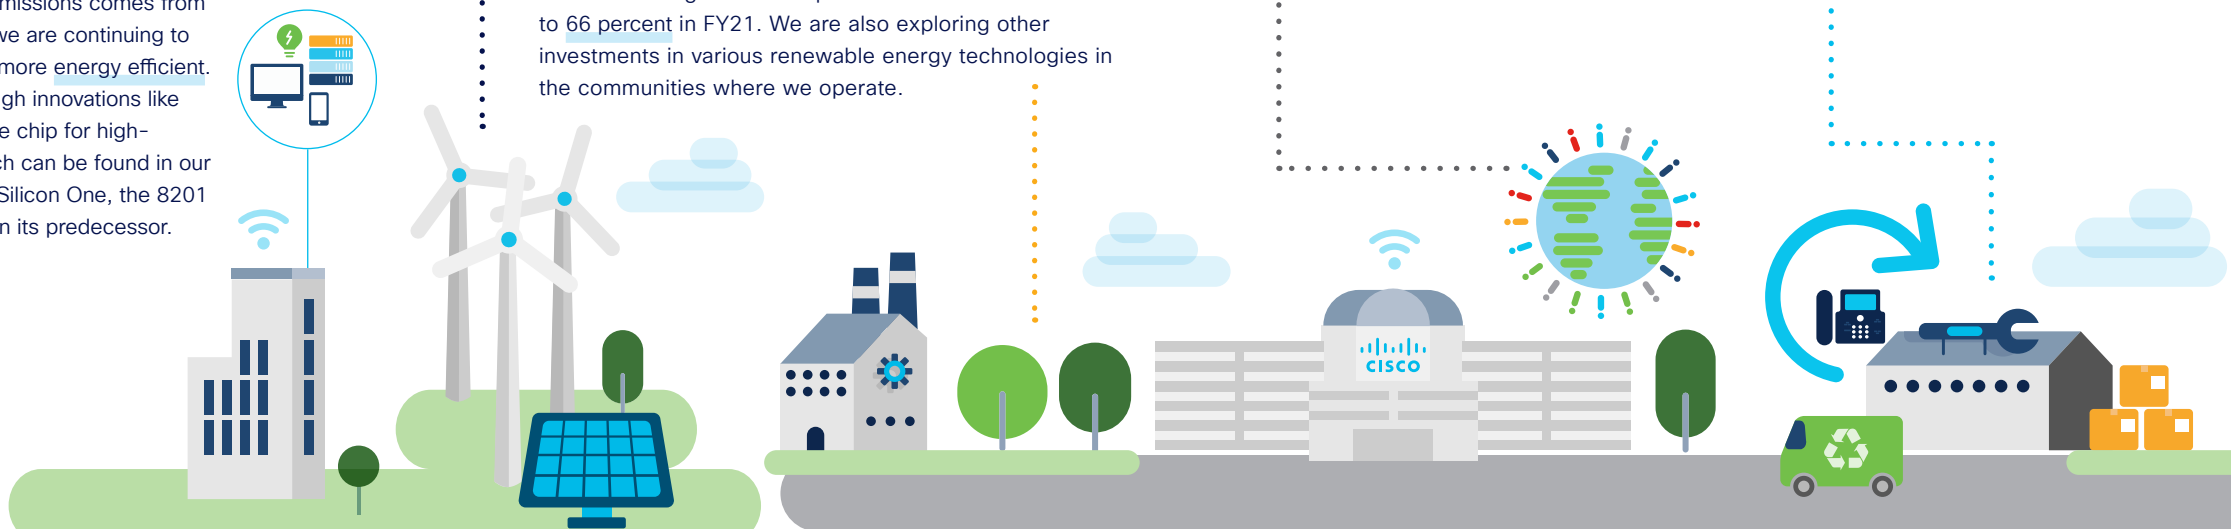 missions comes from
we are continuing to
more energy efficient.
gh innovations like
e chip for high-
ch can be found in our
Silicon One, the 8201
n its predecessor.
to 66 percent in FY21. We are also exploring other
investments in various renewable energy technologies in
the communities where we operate.
CISCO